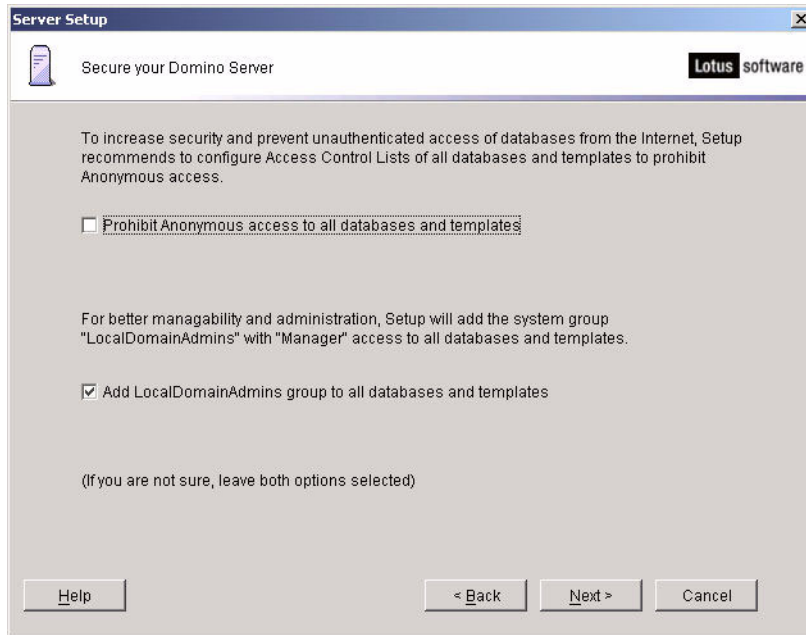 Server Setup
Secure your Domino Server
Lotus software
To increase security and prevent unauthenticated access of databases from the Internet, Setup
recommends to configure Access Control Lists of all databases and templates to prohibit
Anonymous access.
Prohibit Anonymous access to all databases and templates
For better managability and administration, Setup will add the system group
"LocalDomainAdmins" with "Manager" access to all databases and templates.
Add LocalDomainAdmins group to all databases and templates
(If you are not sure, leave both options selected)
Help
< Back
Next >
Cancel